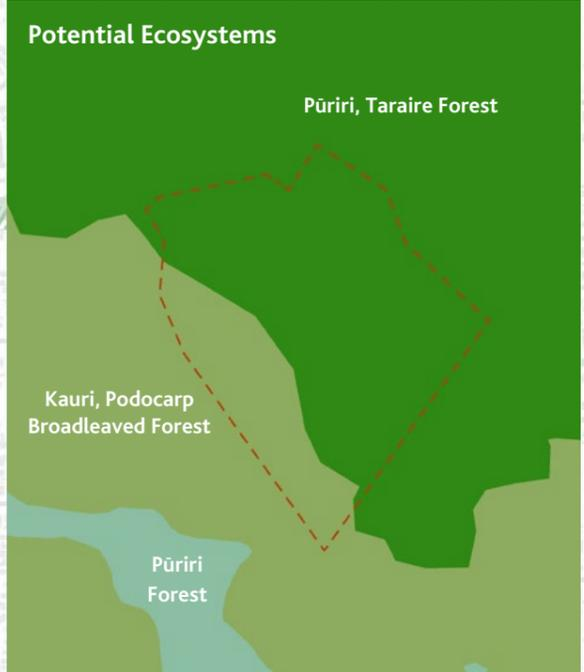 Potential Ecosystems
Pūriri, Taraire Forest
Kauri, Podocarp
Broadleaved Forest
Pūriri
Forest